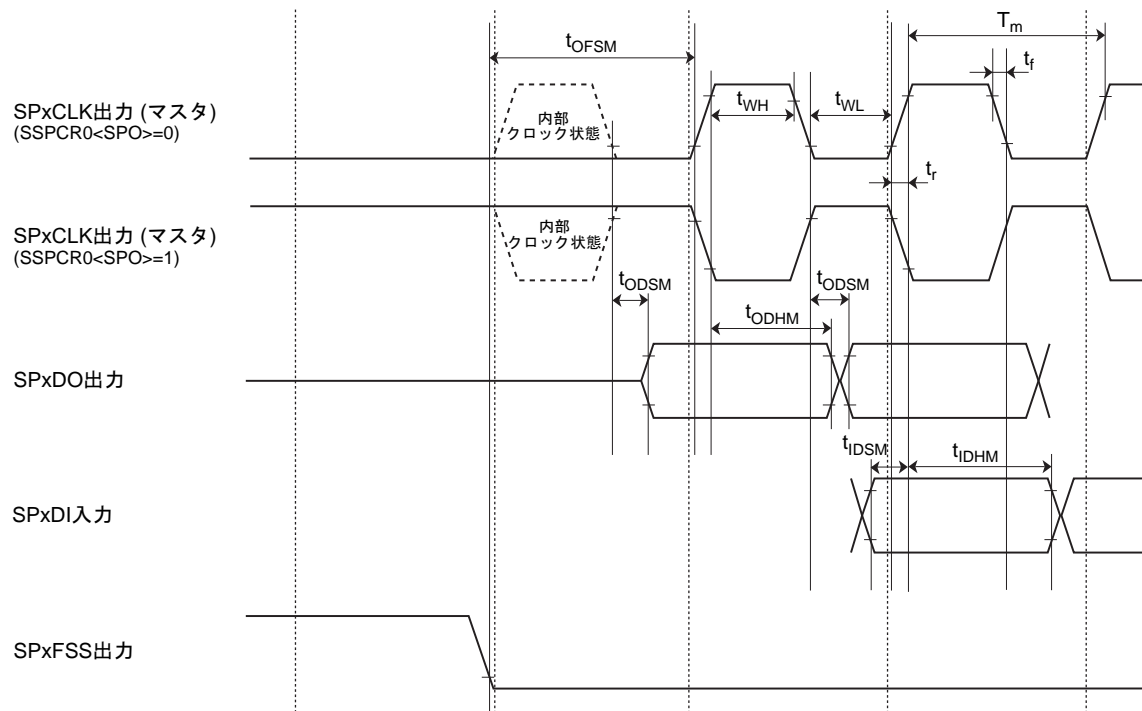 tOFSM
Tm
tf
SPxCLK出力 (マスタ)
(SSPCR0<SPO>=0)
内部
クロック状態
tWH
tWL
tr
SPxCLK出力 (マスタ)
(SSPCR0<SPO>=1)
内部
クロック状態
tODSM
tODSM
tODHM
SPxDO出力
tIDSM
tIDHM
SPxDI入力
SPxFSS出力